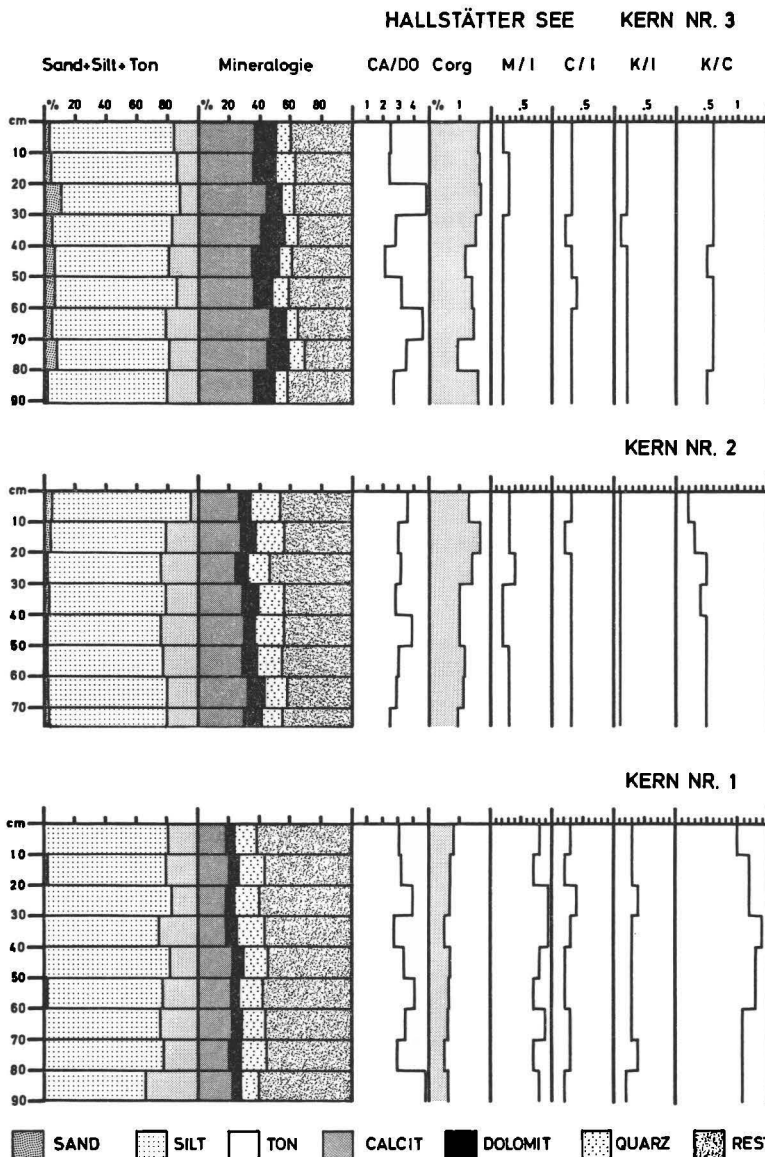 HALLSTÄTTER SEE KERN NR. 3
Sand+Silt+Ton Mineralogie CA/DO Corg M/I C/I K/I K/C
% 20 40 60 80 % 20 40 60 80 1 2 3 4 % 1 .5 .5 .5 .5 1
cm
10
20
30
40
50
60
70
80
90
KERN NR. 2
cm
10
20
30
40
50
60
70
KERN NR. 1
cm
10
20
30
40
50
60
70
80
90
SAND SILT TON CALCIT DOLOMIT QUARZ REST